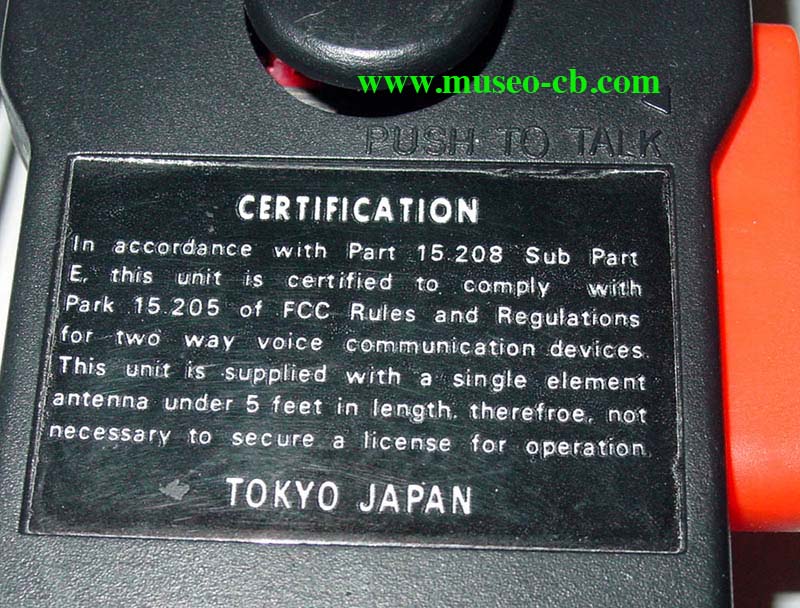 www.museo-cb.com
PUSH TO TALK
CERTIFICATION
In accordance with Part 15.208 Sub Part
E, this unit is certified to comply with
Park 15.205 of FCC Rules and Regulations
for two way voice communication devices.
This unit is supplied with a single element
antenna under 5 feet in length, therefroe, not
necessary to secure a license for operation.
TOKYO JAPAN